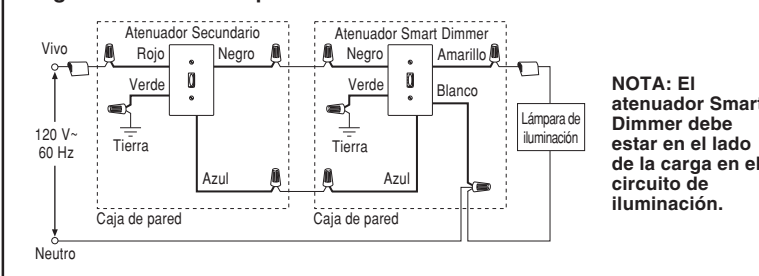 Atenuador Secundario
Atenuador Smart Dimmer
Vivo
Rojo
Negro
Negro
Amarillo
Verde
Verde
Blanco
120 V~
60 Hz
Tierra
Tierra
Lámpara de
iluminación
Azul
Azul
Caja de pared
Caja de pared
Neutro
NOTA: El
atenuador Smart
Dimmer debe
estar en el lado
de la carga en el
circuito de
iluminación.